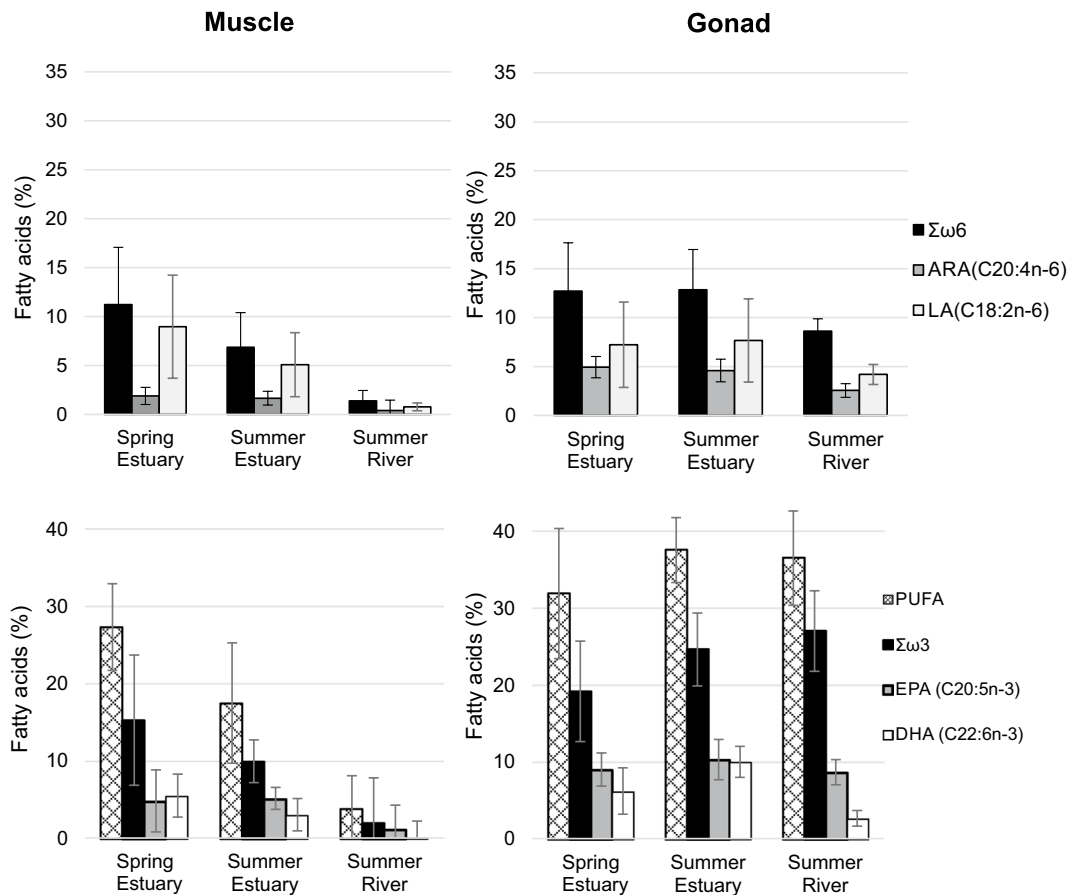 Muscle
Gonad
Fatty acids (%)
35
30
25
20
15
10
5
0
Spring Estuary
Summer Estuary
Summer River
Fatty acids (%)
35
30
25
20
15
10
5
0
Spring Estuary
Summer Estuary
Summer River
Σω6
ARA(C20:4n-6)
LA(C18:2n-6)
Fatty acids (%)
40
30
20
10
0
Spring Estuary
Summer Estuary
Summer River
Fatty acids (%)
40
30
20
10
0
Spring Estuary
Summer Estuary
Summer River
PUFA
Σω3
EPA (C20:5n-3)
DHA (C22:6n-3)